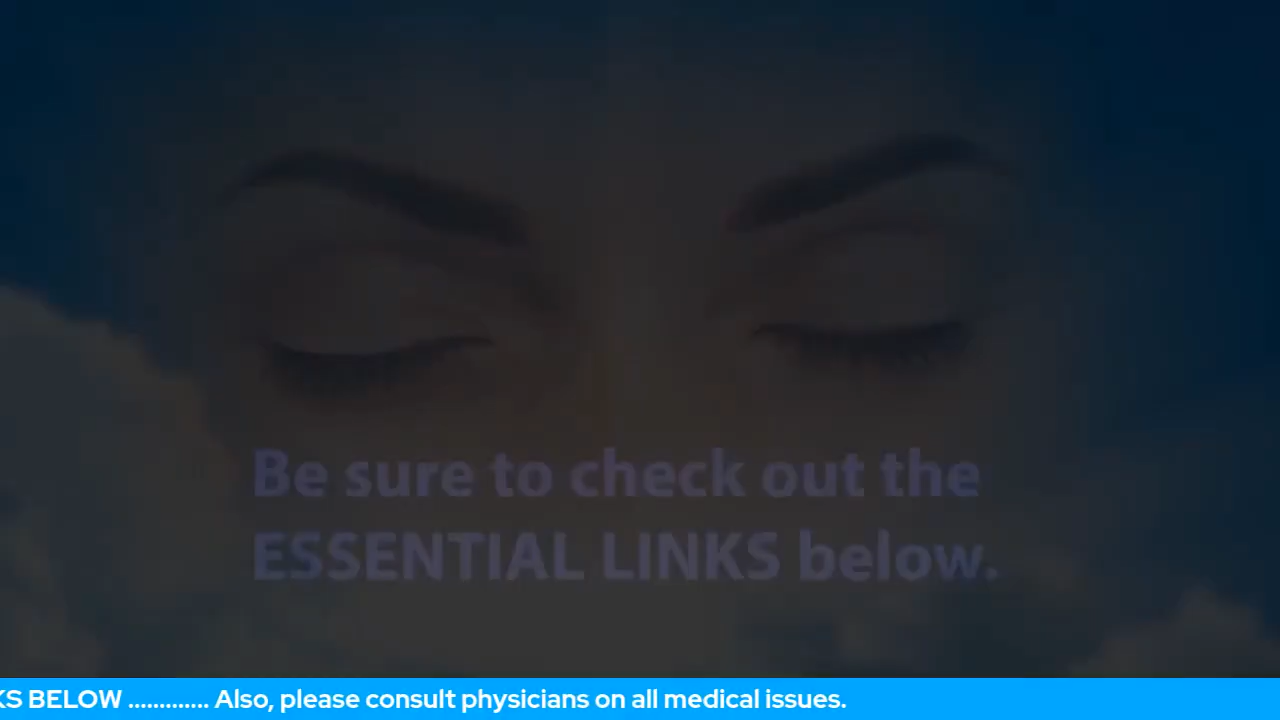 Be sure to check out the
ESSENTIAL LINKS below.
KS BELOW ............. Also, please consult physicians on all medical issues.